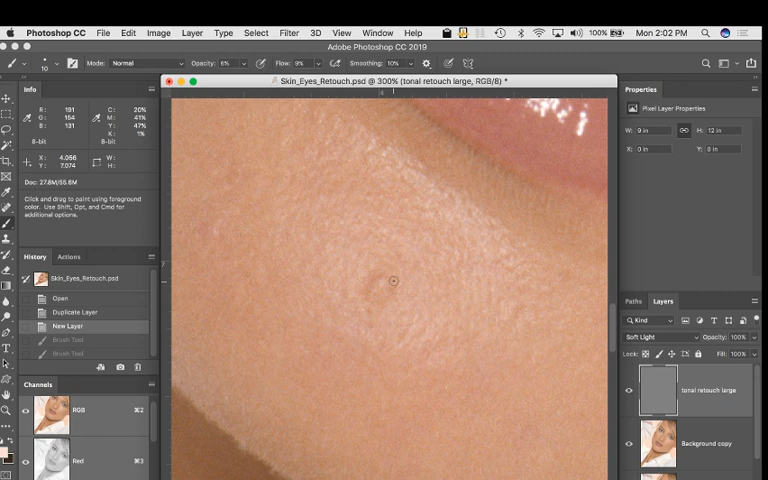 Photoshop CC File Edit Image Layer Type Select Filter 3D View Window Help 100% Mon 2:02 PM
Adobe Photoshop CC 2019
10 Mode: Normal Opacity: 6% Flow: 9% Smoothing: 10%
Info
R: 191
G: 154
B: 131
8-bit
C: 20%
M: 41%
Y: 47%
K: 1%
8-bit
X: 4.056
Y: 7.074
W:
H:
Doc: 27.8M/55.6M
Click and drag to paint using foreground
color. Use Shift, Opt, and Cmd for
additional options.
History Actions
Skin_Eyes_Retouch.psd
Open
Duplicate Layer
New Layer
Brush Tool
Brush Tool
Channels
RGB ⌘2
Red ⌘3
Skin_Eyes_Retouch.psd @ 300% (tonal retouch large, RGB/8) *
4
7
Properties
Pixel Layer Properties
W: 9 in H: 12 in
X: 0 in Y: 0 in
Paths Layers
Kind
Soft Light Opacity: 100%
Lock: Fill: 100%
tonal retouch large
Background copy